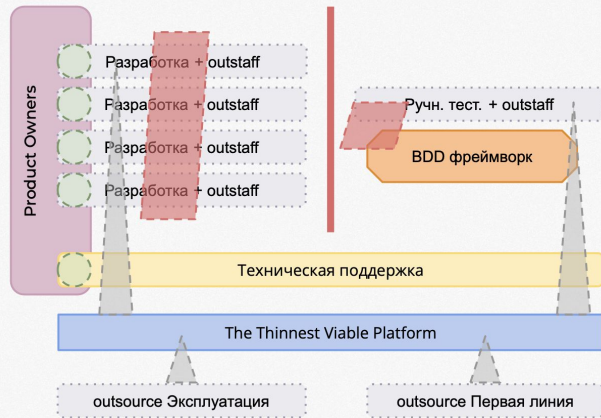 Product Owners
Разработка + outstaff
Разработка + outstaff
Разработка + outstaff
Разработка + outstaff
Ручн. тест. + outstaff
BDD фреймворк
Техническая поддержка
The Thinnest Viable Platform
outsource Эксплуатация
outsource Первая линия